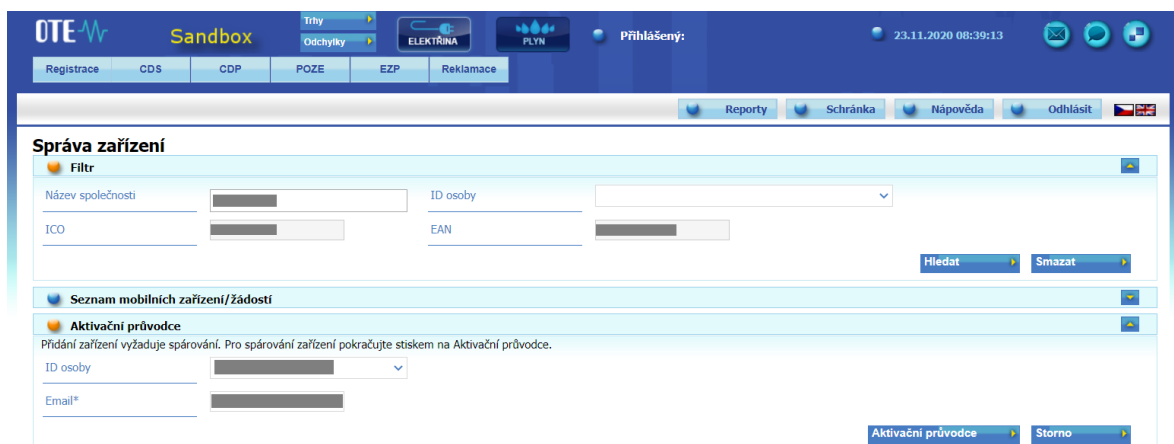 OTE
Sandbox
Trhy
Odchylky
ELEKTŘINA
PLYN
Přihlášený:
23.11.2020 08:39:13
Registrace CDS CDP POZE EZP Reklamace
Reporty Schránka Nápověda Odhlásit
Správa zařízení
Filtr
Název společnosti ID osoby
ICO EAN
Hledat Smazat
Seznam mobilních zařízení/žádostí
Aktivační průvodce
Přidání zařízení vyžaduje spárování. Pro spárování zařízení pokračujte stiskem na Aktivační průvodce.
ID osoby
Email*
Aktivační průvodce Storno